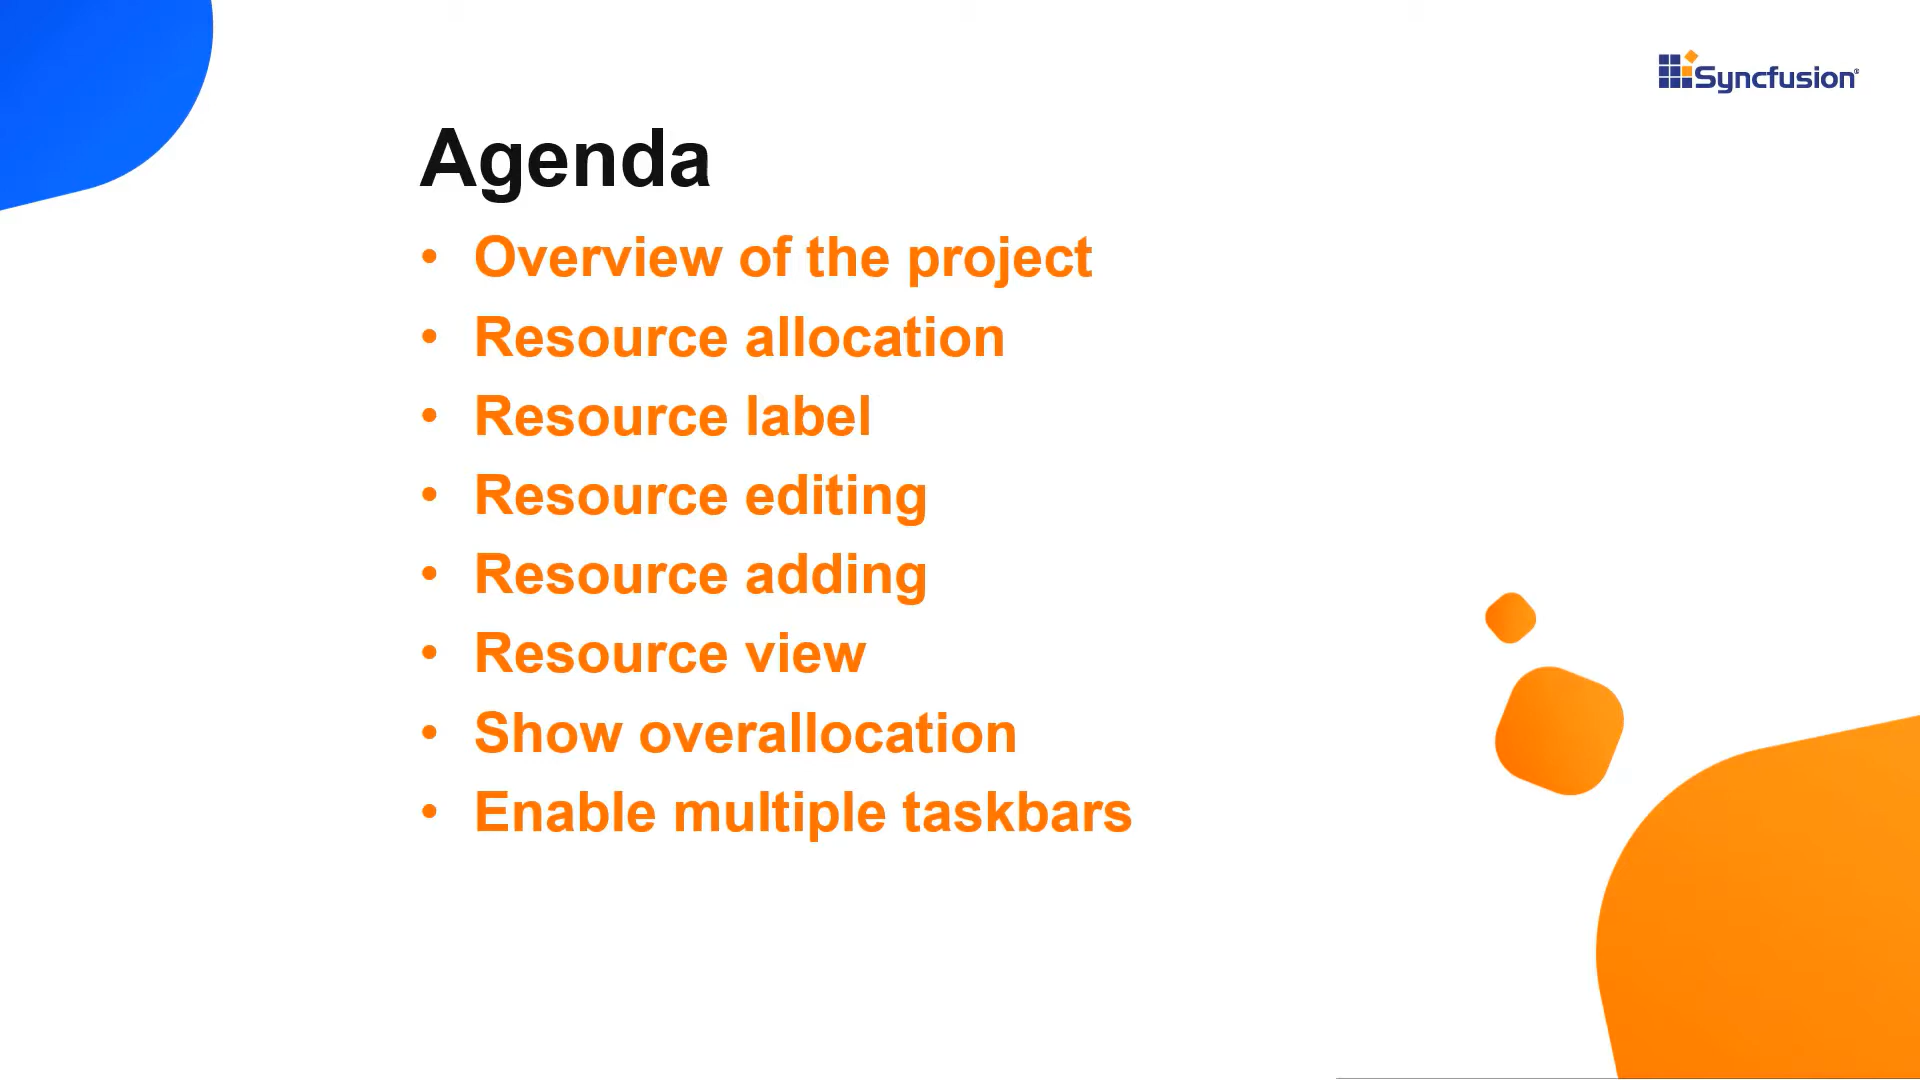 Syncfusion®
Agenda
• Overview of the project
• Resource allocation
• Resource label
• Resource editing
• Resource adding
• Resource view
• Show overallocation
• Enable multiple taskbars